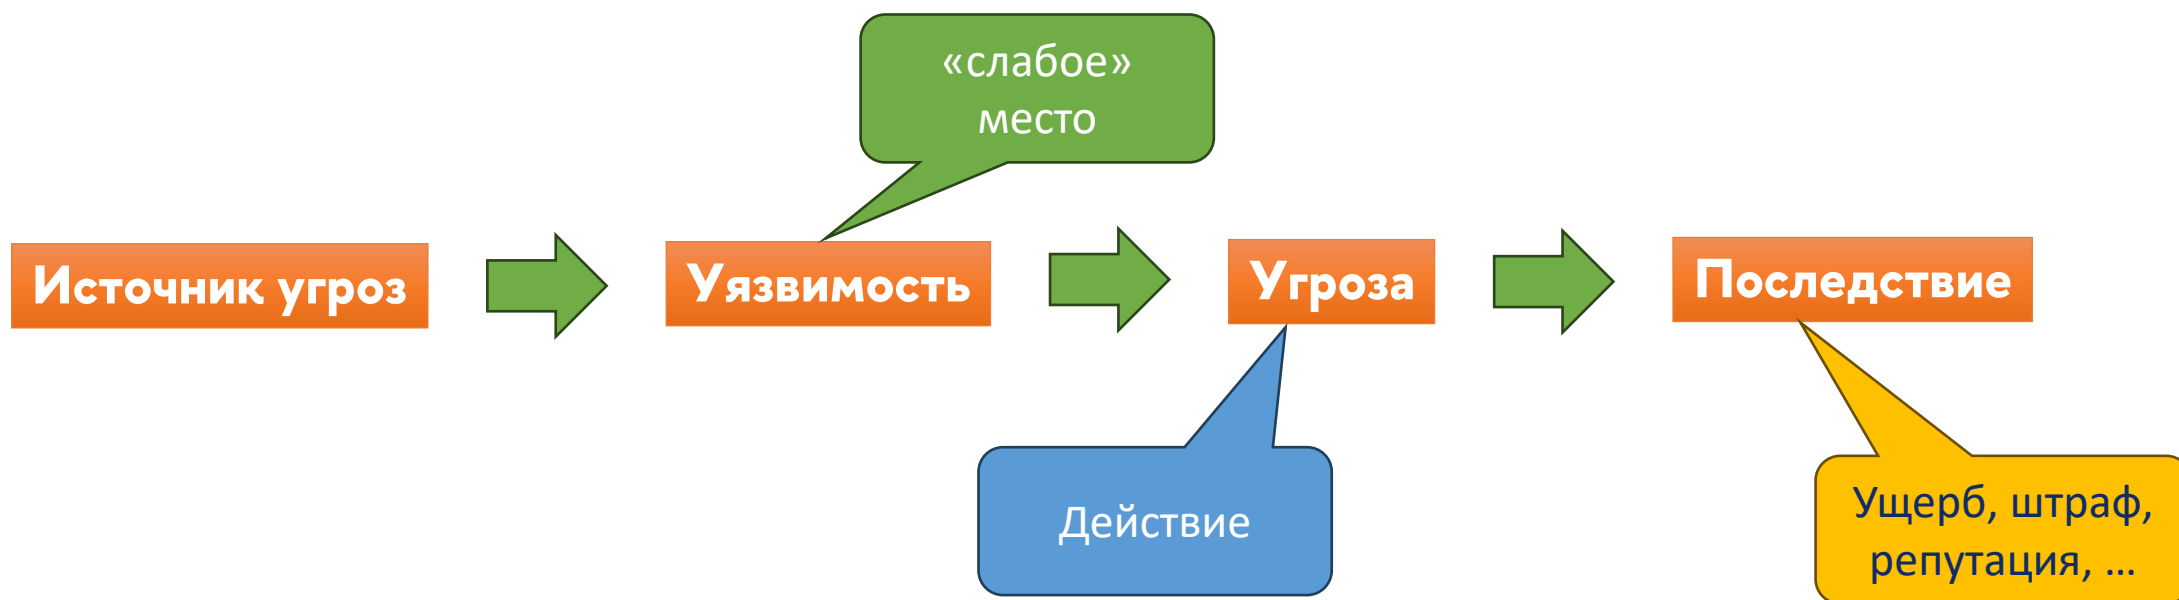 «слабое»
место
Источник угроз
Уязвимость
Угроза
Последствие
Действие
Ущерб, штраф,
репутация, ...